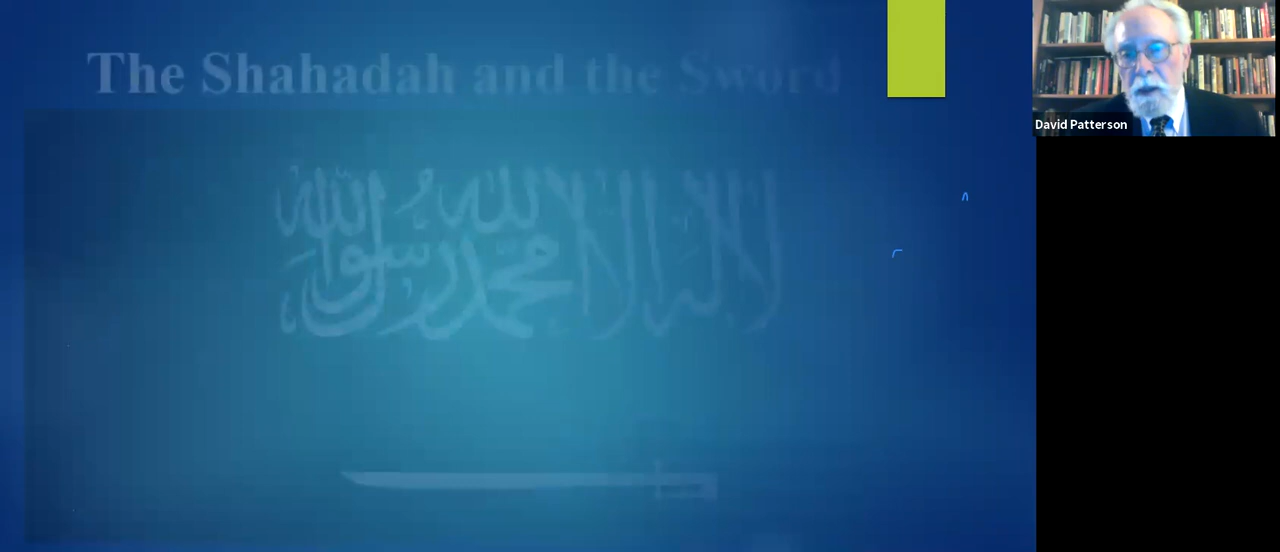 The Shahadah and the Sword
لا إله إلا الله محمد رسول الله
David Patterson